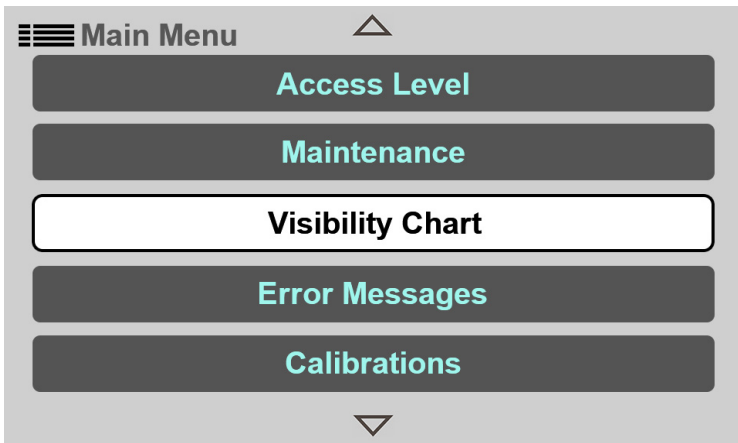 Main Menu
Access Level
Maintenance
Visibility Chart
Error Messages
Calibrations